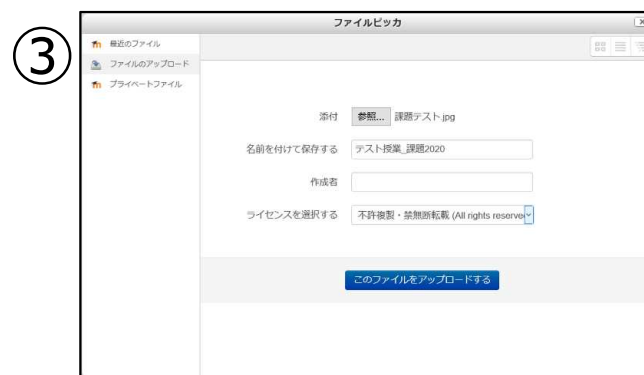 ③
ファイルピッカ
最近のファイル
ファイルのアップロード
プライベートファイル
添付 参照... 課題テスト.jpg
名前を付けて保存する テスト授業_課題2020
作成者
ライセンスを選択する 不許複製・禁無断転載 (All rights reserve
このファイルをアップロードする